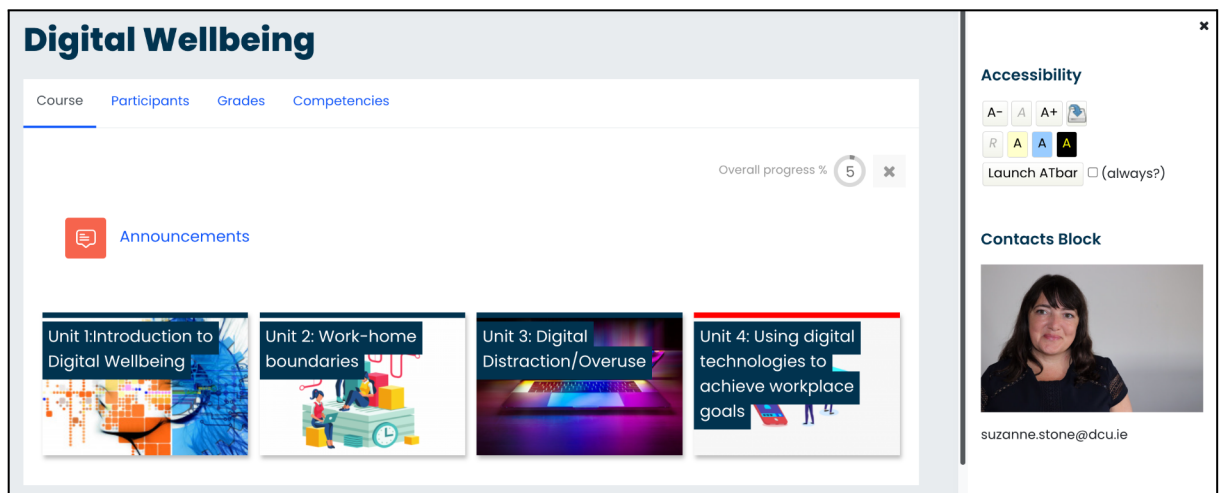 Digital Wellbeing
Course Participants Grades Competencies
Overall progress % 5
Announcements
Unit 1:Introduction to
Digital Wellbeing
Unit 2: Work-home
boundaries
Unit 3: Digital
Distraction/Overuse
Unit 4: Using digital
technologies to
achieve workplace
goals
Accessibility
A- A A+
R A A A
Launch ATbar (always?)
Contacts Block
suzanne.stone@dcu.ie